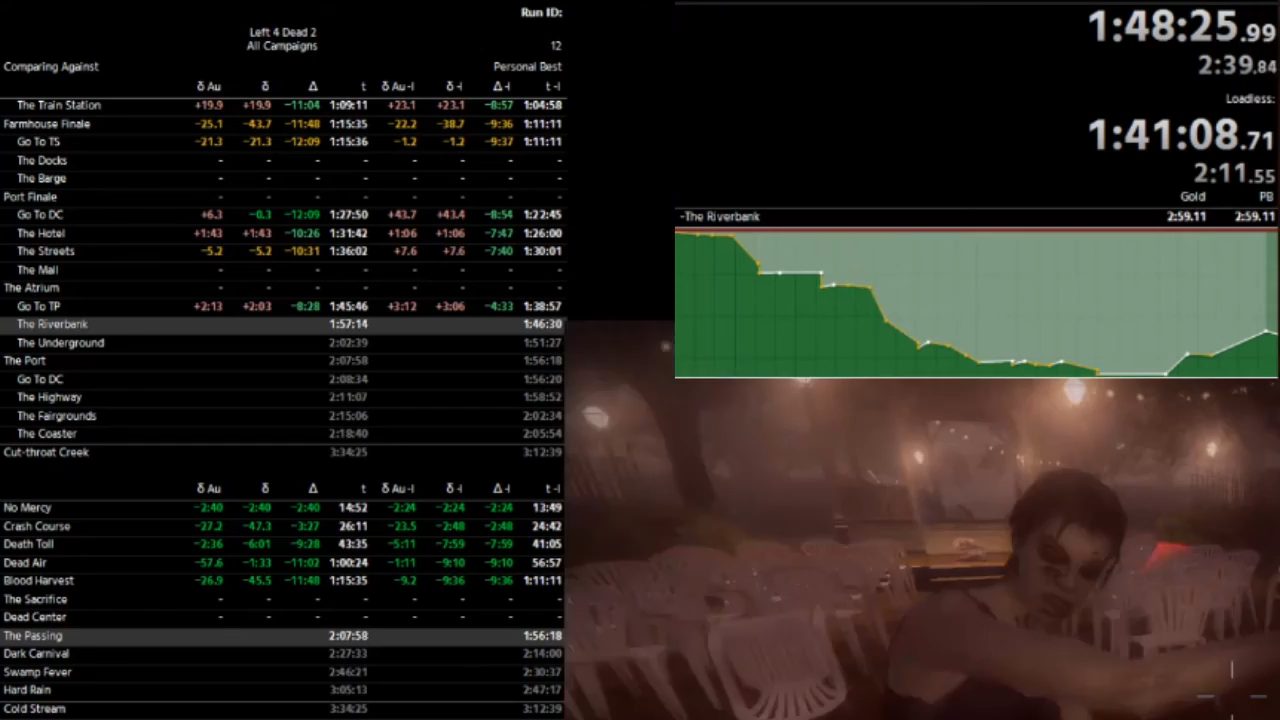 Run ID:
Left 4 Dead 2
All Campaigns
12
Comparing Against Personal Best
δ Au δ Δ t δ Au-l δ -l Δ -l t -l
The Train Station +19.9 +19.9 −11:04 1:09:11 +23.1 +23.1 −8:57 1:04:58
Farmhouse Finale −25.1 −43.7 −11:48 1:15:35 −22.2 −38.7 −9:36 1:11:11
Go To TS −21.3 −21.3 −12:09 1:15:36 −1.2 −1.2 −9:37 1:11:11
The Docks - - - - - - - -
The Barge - - - - - - - -
Port Finale - - - - - - - -
Go To DC +6.3 −0.3 −12:09 1:27:50 +43.7 +43.4 −8:54 1:22:45
The Hotel +1:43 +1:43 −10:26 1:31:42 +1:06 +1:06 −7:47 1:26:00
The Streets −5.2 −5.2 −10:31 1:36:02 +7.6 +7.6 −7:40 1:30:01
The Mall - - - - - - - -
The Atrium - - - - - - - -
Go To TP +2:13 +2:03 −8:28 1:45:46 +3:12 +3:06 −4:33 1:38:57
The Riverbank 1:57:14 1:46:30
The Underground 2:02:39 1:51:27
The Port 2:07:58 1:56:18
Go To DC 2:08:34 1:56:20
The Highway 2:11:07 1:58:52
The Fairgrounds 2:15:06 2:02:34
The Coaster 2:18:40 2:05:54
Cut-throat Creek 3:34:25 3:12:39
δ Au δ Δ t δ Au -l δ -l Δ -l t -l
No Mercy −2:40 −2:40 −2:40 14:52 −2:24 −2:24 −2:24 13:49
Crash Course −27.2 −47.3 −3:27 26:11 −23.5 −2:48 −2:48 24:42
Death Toll −2:36 −6:01 −9:28 43:35 −5:11 −7:59 −7:59 41:05
Dead Air −57.6 −1:33 −11:02 1:00:24 −1:11 −9:10 −9:10 56:57
Blood Harvest −26.9 −45.5 −11:48 1:15:35 −9.2 −9:36 −9:36 1:11:11
The Sacrifice - - - - - - - -
Dead Center - - - - - - - -
The Passing 2:07:58 1:56:18
Dark Carnival 2:27:33 2:14:00
Swamp Fever 2:46:21 2:30:37
Hard Rain 3:05:13 2:47:17
Cold Stream 3:34:25 3:12:39
1:48:25.99
2:39.84
Loadless:
1:41:08.71
2:11.55
Gold PB
-The Riverbank 2:59.11 2:59.11